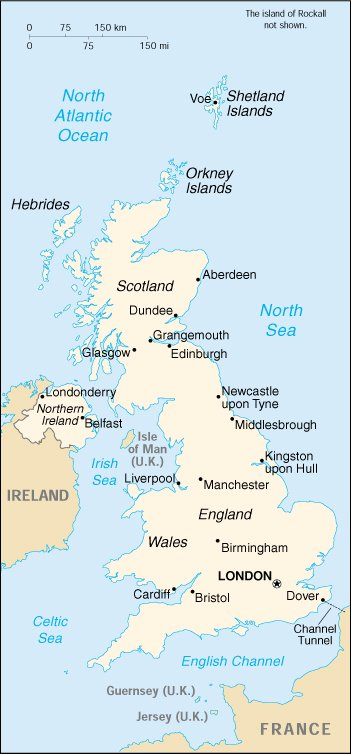 The island of Rockall
not shown.
0 75 150 km
0 75 150 mi
North
Atlantic
Ocean
Voe
Shetland
Islands
Orkney
Islands
Hebrides
Scotland
Aberdeen
Dundee
North
Sea
Grangemouth
Glasgow
Edinburgh
Londonderry
Northern
Ireland
Belfast
Newcastle
upon Tyne
Middlesbrough
Isle
of Man
(U.K.)
Irish
Sea
Kingston
upon Hull
IRELAND
Liverpool
Manchester
England
Wales
Birmingham
LONDON
Cardiff
Bristol
Dover
Celtic
Sea
Channel
Tunnel
English Channel
Guernsey (U.K.)
Jersey (U.K.)
FRANCE